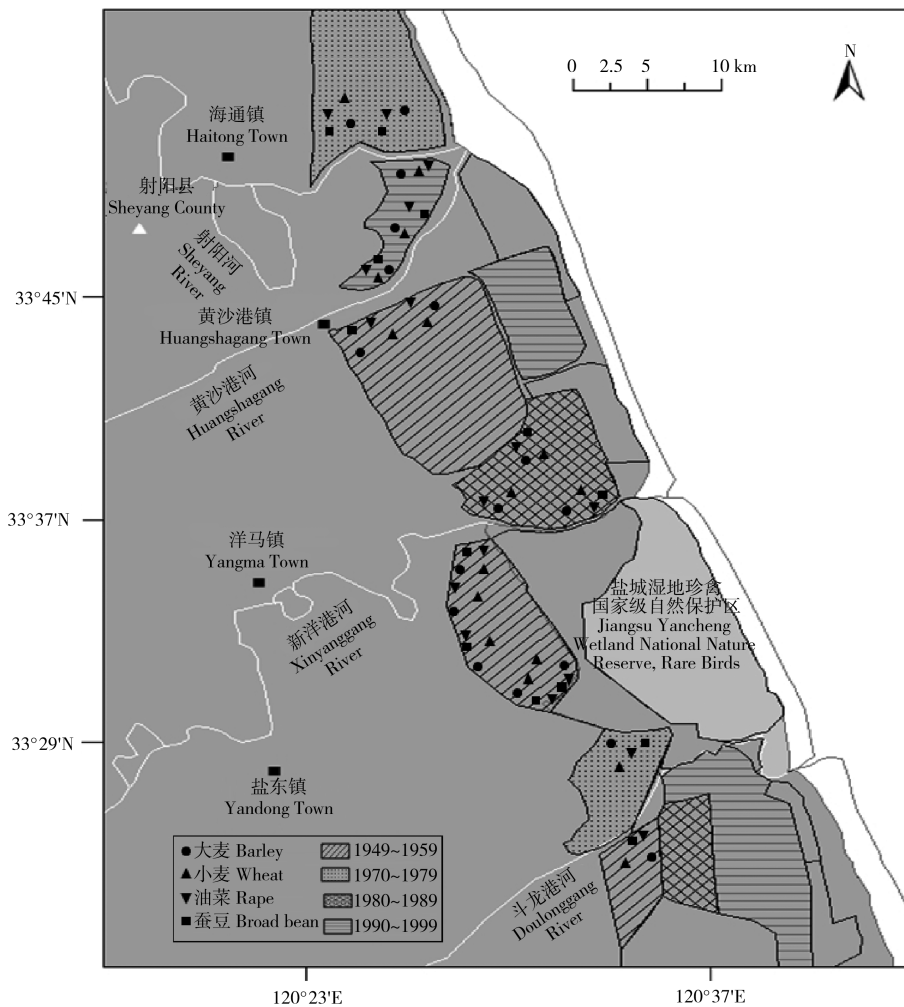 N
0 2.5 5 10 km
海通镇
Haitong Town
射阳县
Sheyang County
射阳河
Sheyang
River
33°45'N
黄沙港镇
Huangshagang Town
黄沙港河
Huangshagang
River
33°37'N
洋马镇
Yangma Town
新洋港河
Xinyanggang
River
盐城湿地珍禽
国家级自然保护区
Jiangsu Yancheng
Wetland National Nature
Reserve, Rare Birds
33°29'N
盐东镇
Yandong Town
大麦 Barley
小麦 Wheat
油菜 Rape
蚕豆 Broad bean
1949~1959
1970~1979
1980~1989
1990~1999
斗龙港河
Doulonggang
River
120°23'E
120°37'E